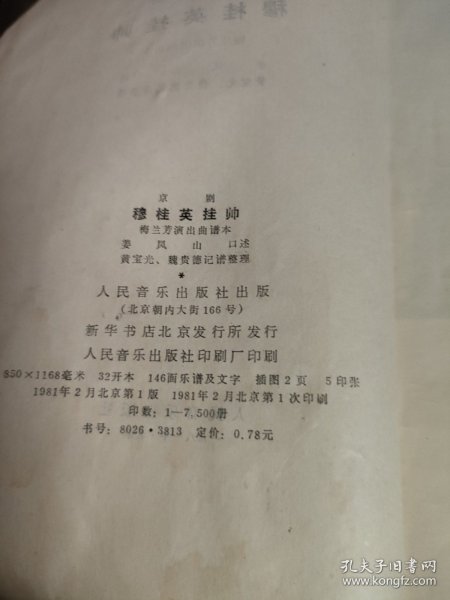 京剧
穆桂英挂帅
梅兰芳演出曲谱本
姜凤山口述
黄宝光、魏贵德记谱整理
*
人民音乐出版社出版
(北京朝内大街166号)
新华书店北京发行所发行
人民音乐出版社印刷厂印刷
850×1168毫米 32开本 146面乐谱及文字 插图2页 5印张
1981年2月北京第1版 1981年2月北京第1次印刷
印数:1—7,500册
书号:8026·3813 定价:0.78元
孔夫子旧书网
www.kongfz.com